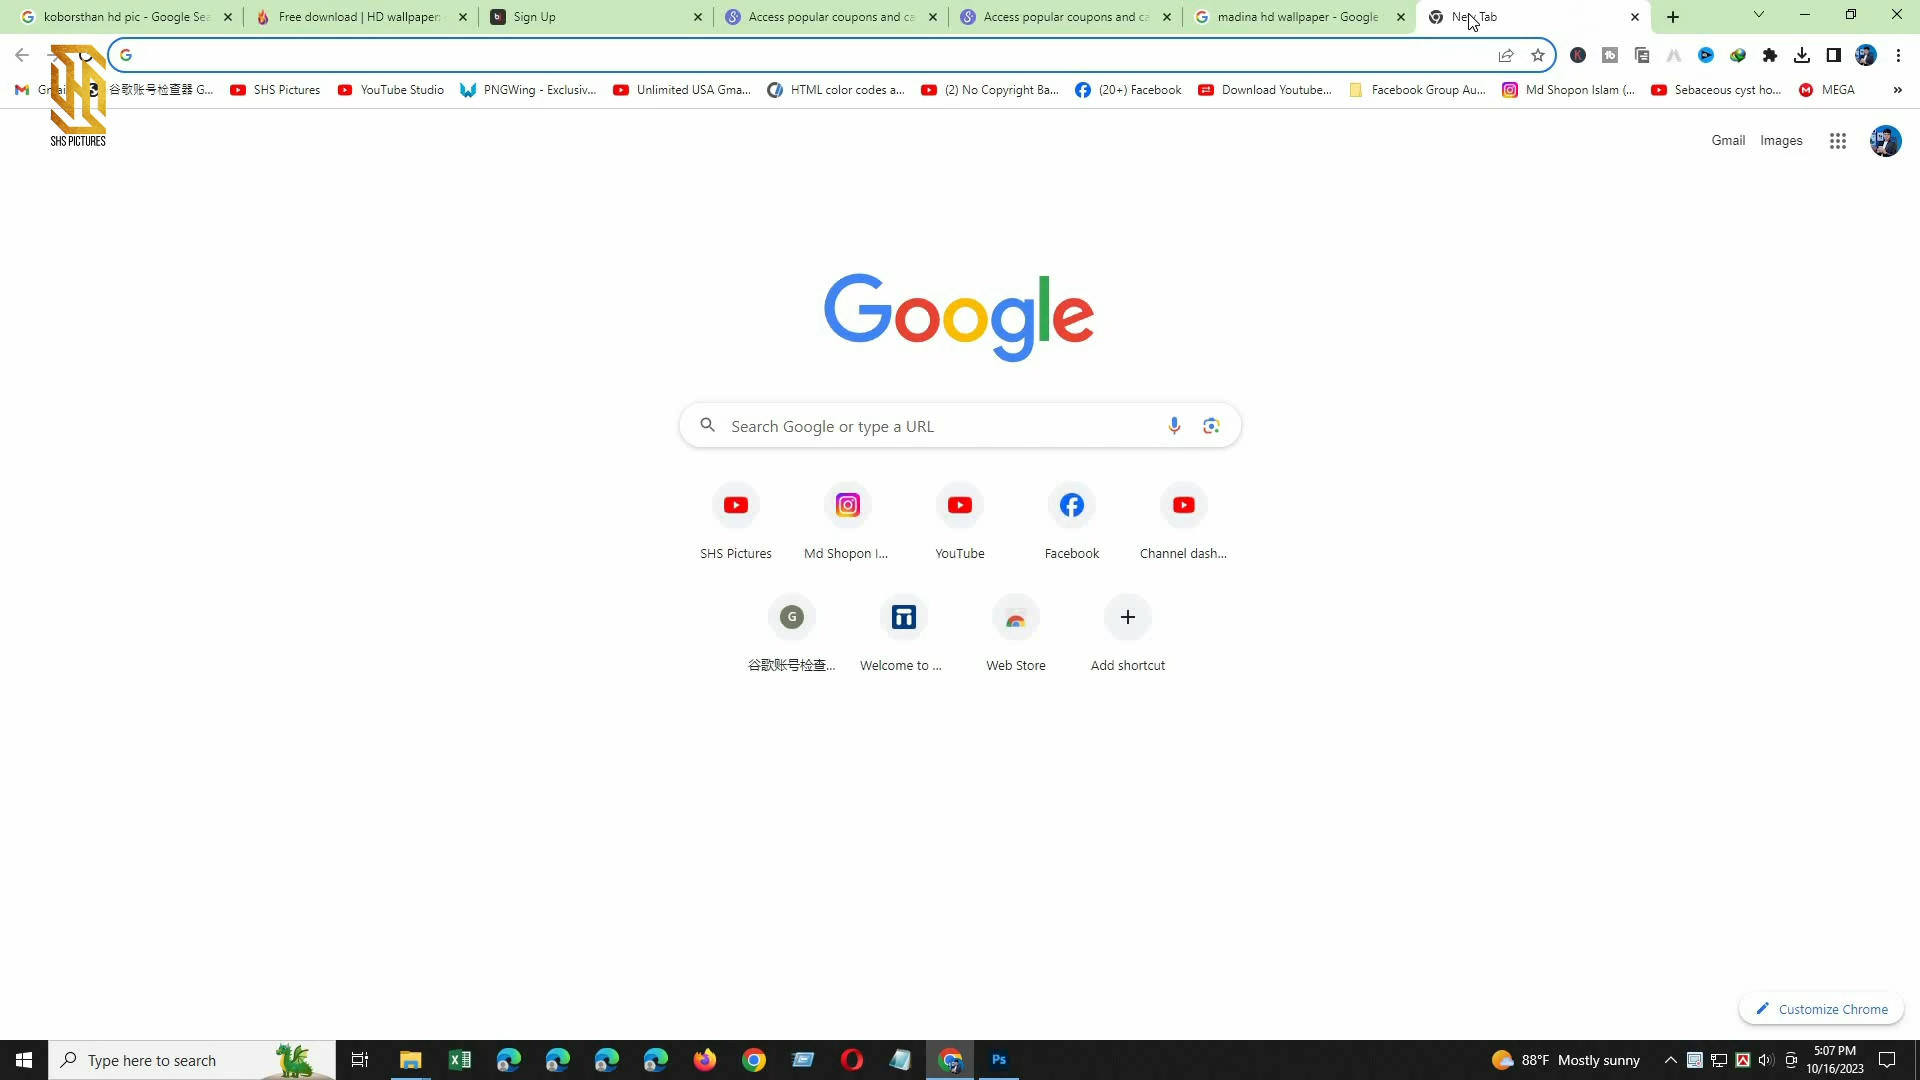 koborsthan hd pic - Google Sea
Free download | HD wallpaper:
Sign Up
Access popular coupons and ca
Access popular coupons and ca
madina hd wallpaper - Google
New Tab
谷歌账号检查器 G...
SHS Pictures
YouTube Studio
PNGWing - Exclusiv...
Unlimited USA Gma...
HTML color codes a...
(2) No Copyright Ba...
(20+) Facebook
Download Youtube...
Facebook Group Au...
Md Shopon Islam (...
Sebaceous cyst ho...
MEGA
»
SHS PICTURES
Gmail Images
Google
Search Google or type a URL
SHS Pictures
Md Shopon I...
YouTube
Facebook
Channel dash...
G
谷歌账号检查...
Welcome to ...
Web Store
Add shortcut
Customize Chrome
Type here to search
Ps
88°F Mostly sunny
5:07 PM
10/16/2023